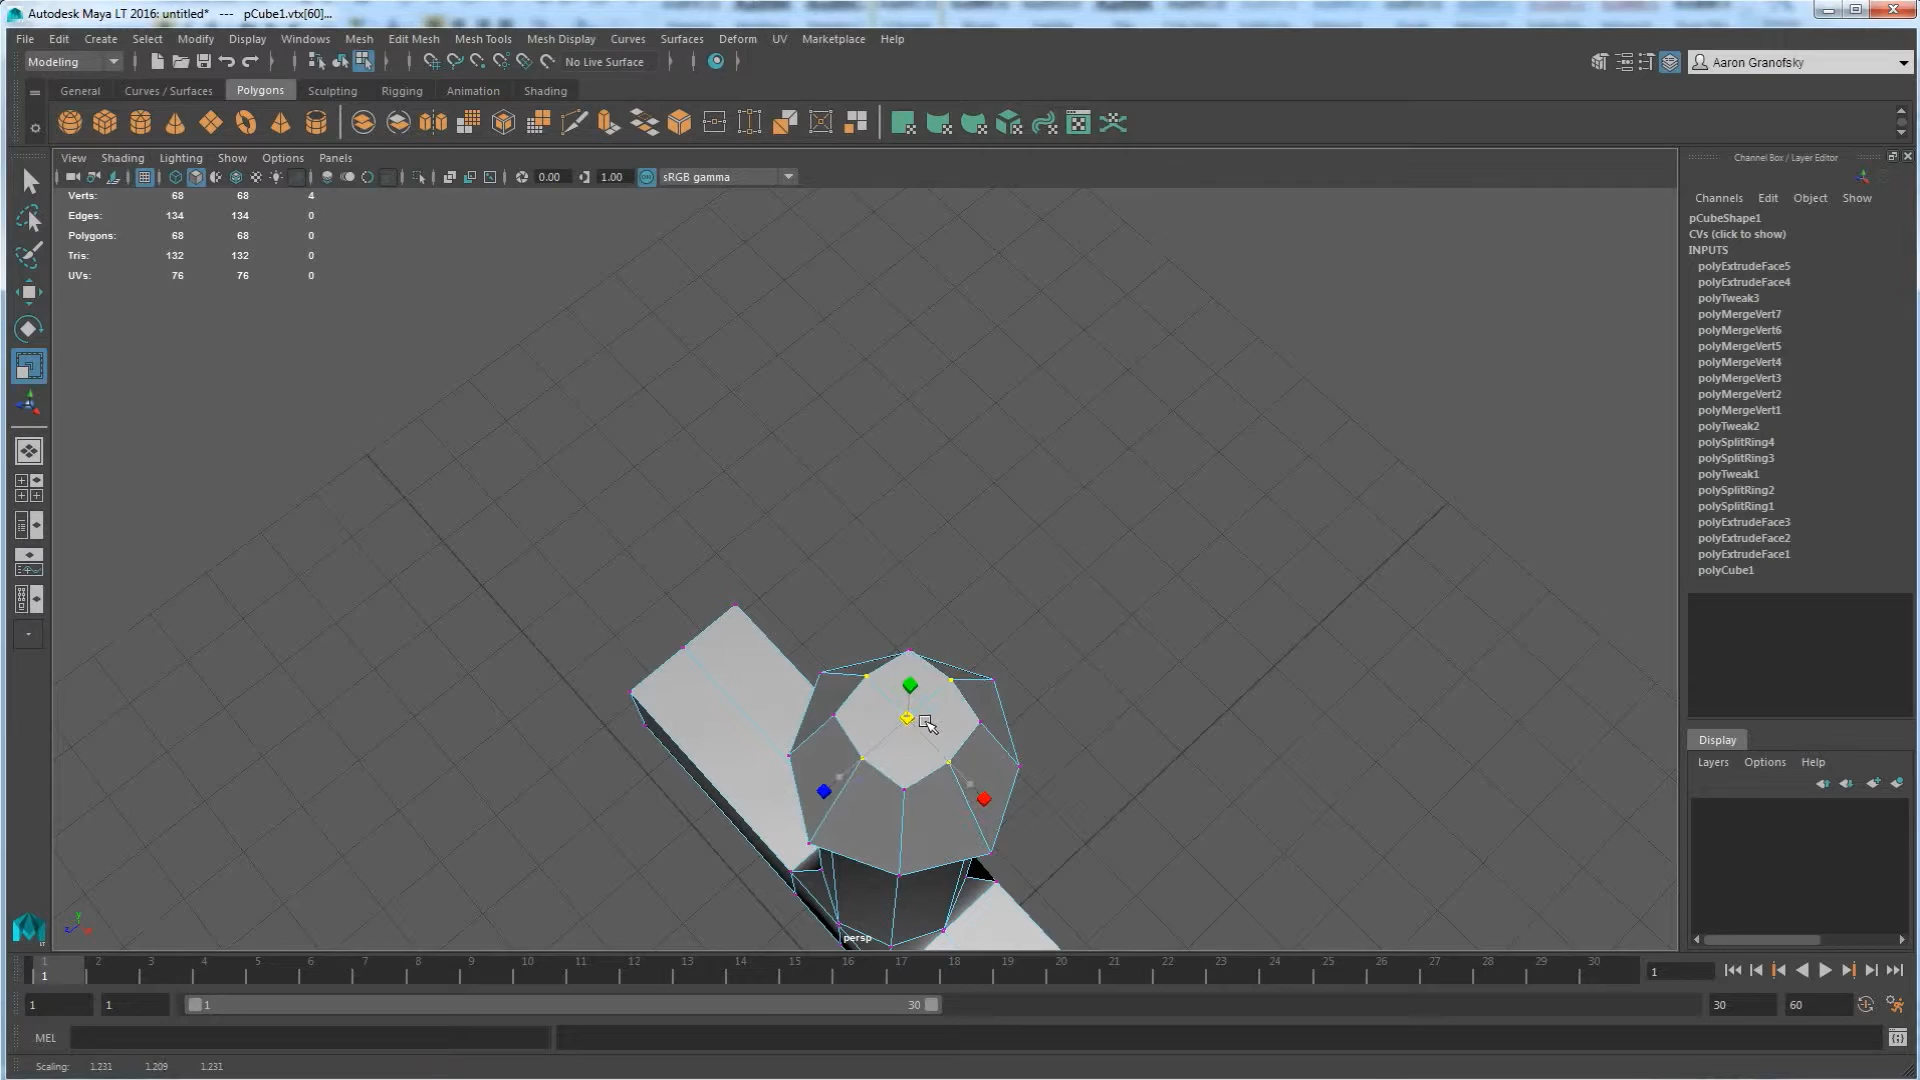 Autodesk Maya LT 2016: untitled*   ---   pCube1.vtx[60]...
File Edit Create Select Modify Display Windows Mesh Edit Mesh Mesh Tools Mesh Display Curves Surfaces Deform UV Marketplace Help
Modeling No Live Surface Aaron Granofsky
General Curves / Surfaces Polygons Sculpting Rigging Animation Shading
View Shading Lighting Show Options Panels
0.00 1.00 ON sRGB gamma
Verts: 68 68 4
Edges: 134 134 0
Polygons: 68 68 0
Tris: 132 132 0
UVs: 76 76 0
persp
y
z
x
LT
Channel Box / Layer Editor
Channels Edit Object Show
pCubeShape1
CVs (click to show)
INPUTS
polyExtrudeFace5
polyExtrudeFace4
polyTweak3
polyMergeVert7
polyMergeVert6
polyMergeVert5
polyMergeVert4
polyMergeVert3
polyMergeVert2
polyMergeVert1
polyTweak2
polySplitRing4
polySplitRing3
polyTweak1
polySplitRing2
polySplitRing1
polyExtrudeFace3
polyExtrudeFace2
polyExtrudeFace1
polyCube1
Display
Layers Options Help
1 2 3 4 5 6 7 8 9 10 11 12 13 14 15 16 17 18 19 20 21 22 23 24 25 26 27 28 29 30
1 1
1 1 1 30 30 60
MEL
Scaling: 1.231 1.209 1.231